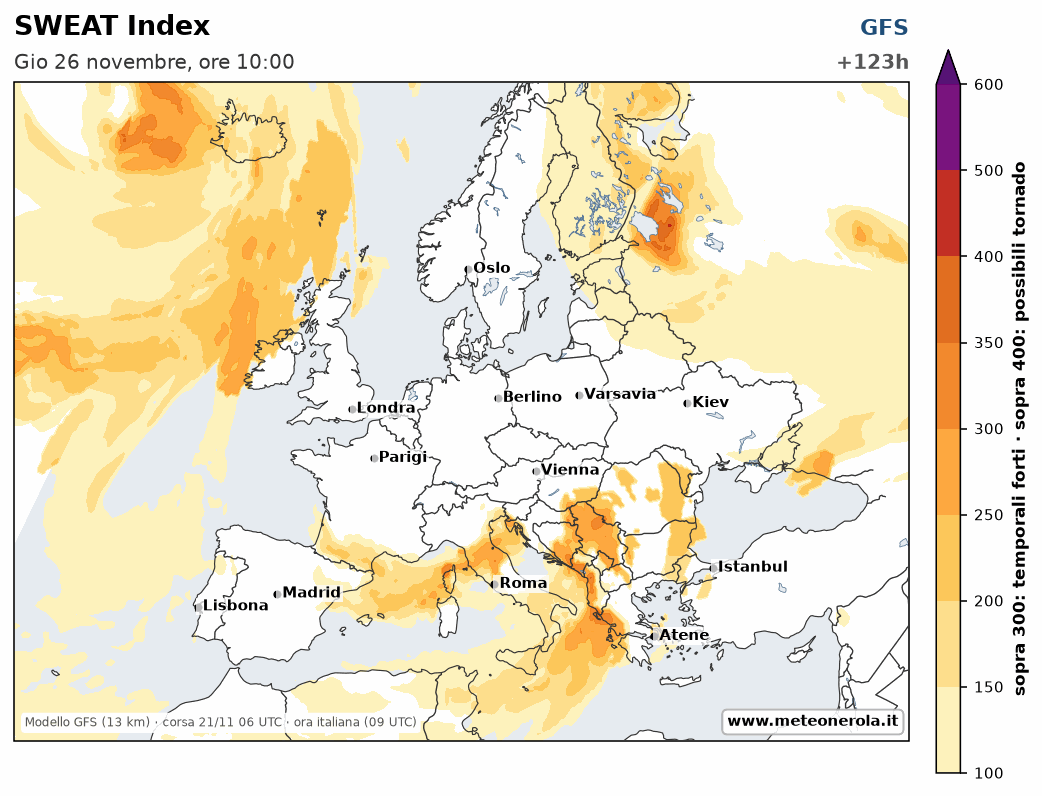 SWEAT Index
GFS
Gio 26 novembre, ore 10:00
+123h
Oslo
Londra
Berlino
Varsavia
Kiev
Parigi
Vienna
Istanbul
Roma
Madrid
Lisbona
Atene
Modello GFS (13 km) · corsa 21/11 06 UTC · ora italiana (09 UTC)
www.meteonerola.it
600
500
400
350
300
250
200
150
100
sopra 300: temporali forti · sopra 400: possibili tornado